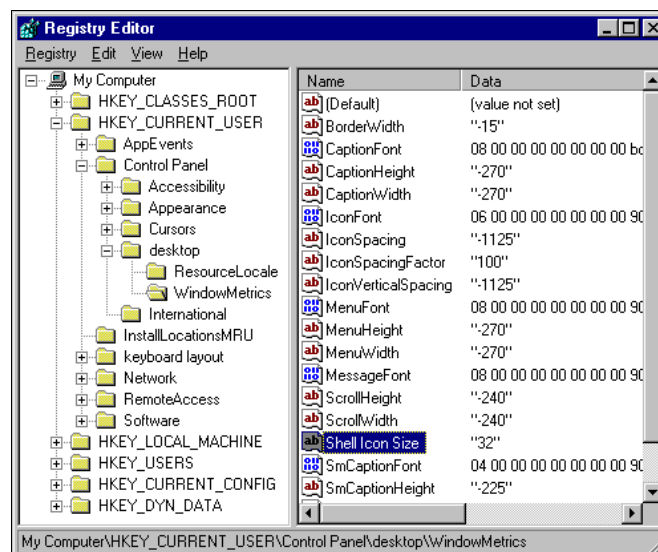 Registry Editor
Registry Edit View Help
My Computer
HKEY_CLASSES_ROOT
HKEY_CURRENT_USER
AppEvents
Control Panel
Accessibility
Appearance
Cursors
desktop
ResourceLocale
WindowMetrics
International
InstallLocationsMRU
keyboard layout
Network
RemoteAccess
Software
HKEY_LOCAL_MACHINE
HKEY_USERS
HKEY_CURRENT_CONFIG
HKEY_DYN_DATA
Name Data
(Default) (value not set)
BorderWidth "-15"
CaptionFont 08 00 00 00 00 00 00 00 bc
CaptionHeight "-270"
CaptionWidth "-270"
IconFont 06 00 00 00 00 00 00 00 90
IconSpacing "-1125"
IconSpacingFactor "100"
IconVerticalSpacing "-1125"
MenuFont 08 00 00 00 00 00 00 00 90
MenuHeight "-270"
MenuWidth "-270"
MessageFont 08 00 00 00 00 00 00 00 90
ScrollHeight "-240"
ScrollWidth "-240"
Shell Icon Size "32"
SmCaptionFont 04 00 00 00 00 00 00 00 90
SmCaptionHeight "-225"
My Computer\HKEY_CURRENT_USER\Control Panel\desktop\WindowMetrics